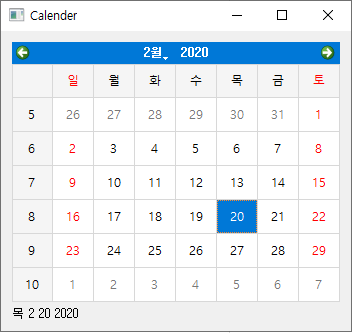 Calender
2월, 2020
일 월 화 수 목 금 토
5 26 27 28 29 30 31 1
6 2 3 4 5 6 7 8
7 9 10 11 12 13 14 15
8 16 17 18 19 20 21 22
9 23 24 25 26 27 28 29
10 1 2 3 4 5 6 7
목 2 20 2020